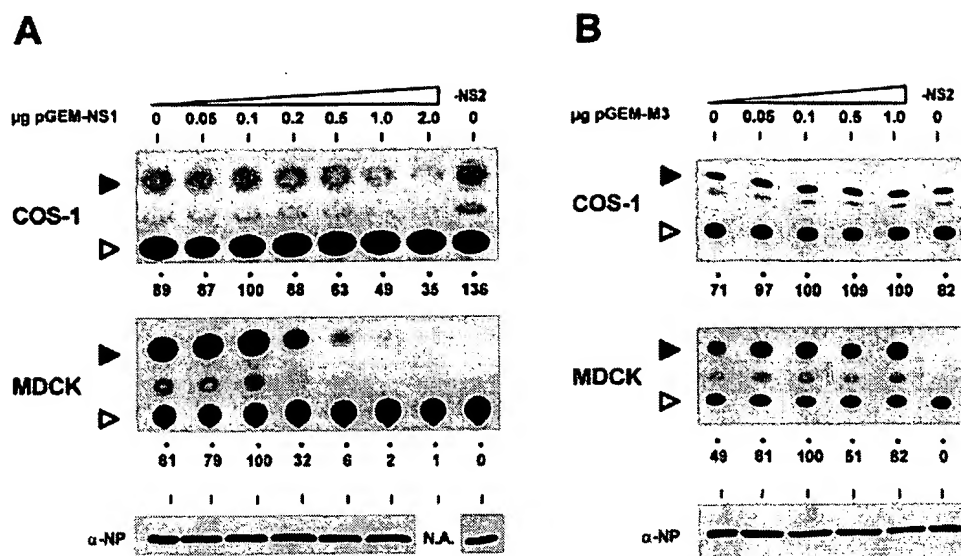 A
-NS2
µg pGEM-NS1 0 0.05 0.1 0.2 0.5 1.0 2.0 0
COS-1
89 87 100 88 63 49 35 136
MDCK
81 79 100 32 6 2 1 0
α-NP N.A.
B
-NS2
µg pGEM-M3 0 0.05 0.1 0.5 1.0 0
COS-1
71 97 100 109 100 82
MDCK
49 81 100 51 82 0
α-NP